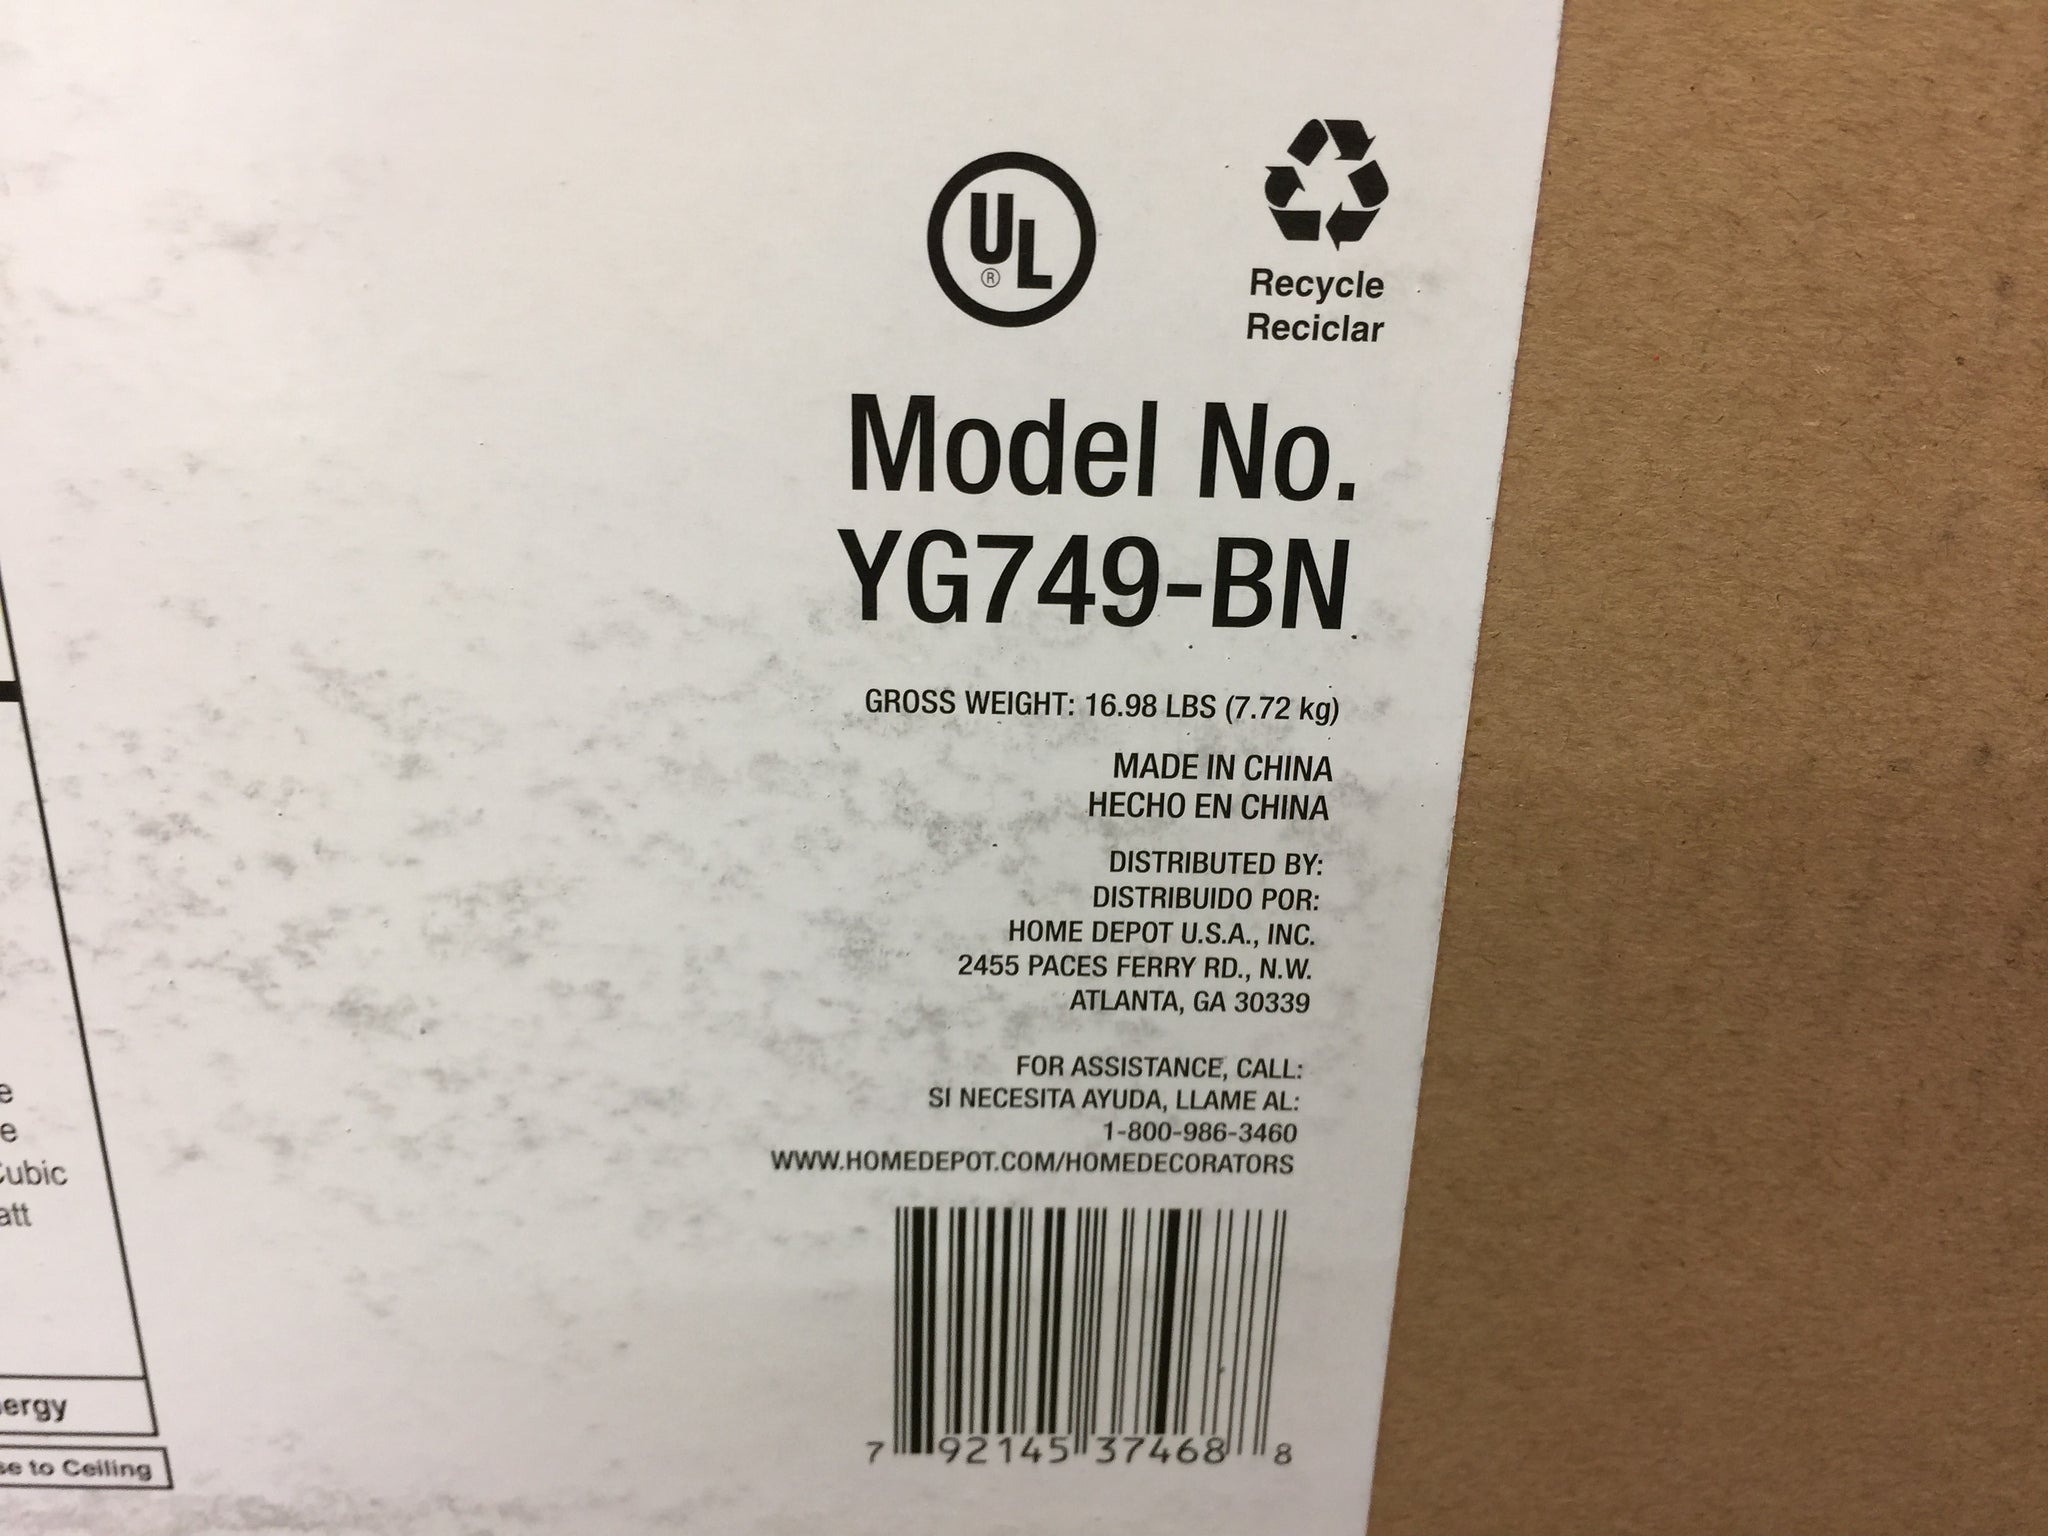 UL
®
Recycle
Reciclar
Model No.
YG749-BN
GROSS WEIGHT: 16.98 LBS (7.72 kg)
MADE IN CHINA
HECHO EN CHINA
DISTRIBUTED BY:
DISTRIBUIDO POR:
HOME DEPOT U.S.A., INC.
2455 PACES FERRY RD., N.W.
ATLANTA, GA 30339
FOR ASSISTANCE, CALL:
SI NECESITA AYUDA, LLAME AL:
1-800-986-3460
WWW.HOMEDEPOT.COM/HOMEDECORATORS
7 92145 37468 8
to Ceiling